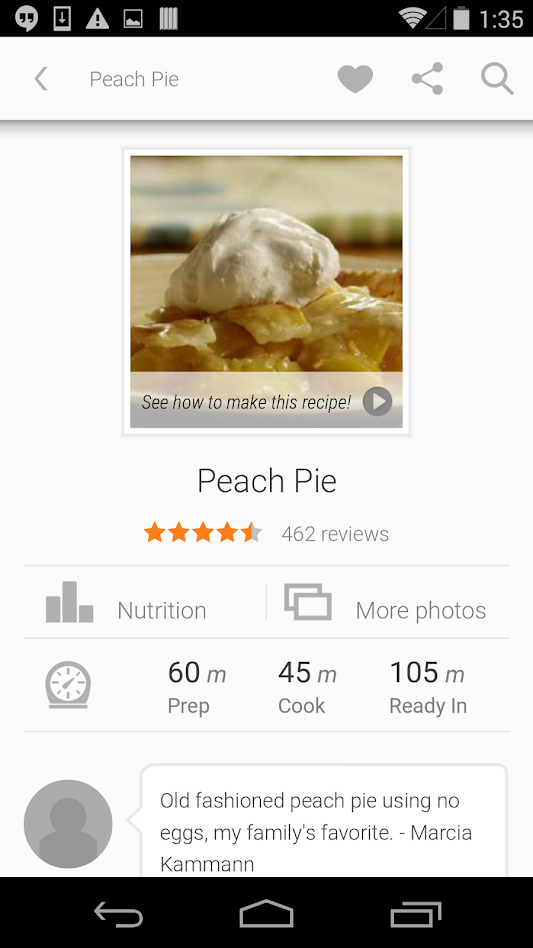 1:35
Peach Pie
See how to make this recipe!
Peach Pie
462 reviews
Nutrition
More photos
60 m 45 m 105 m
Prep Cook Ready In
Old fashioned peach pie using no
eggs, my family's favorite. - Marcia
Kammann